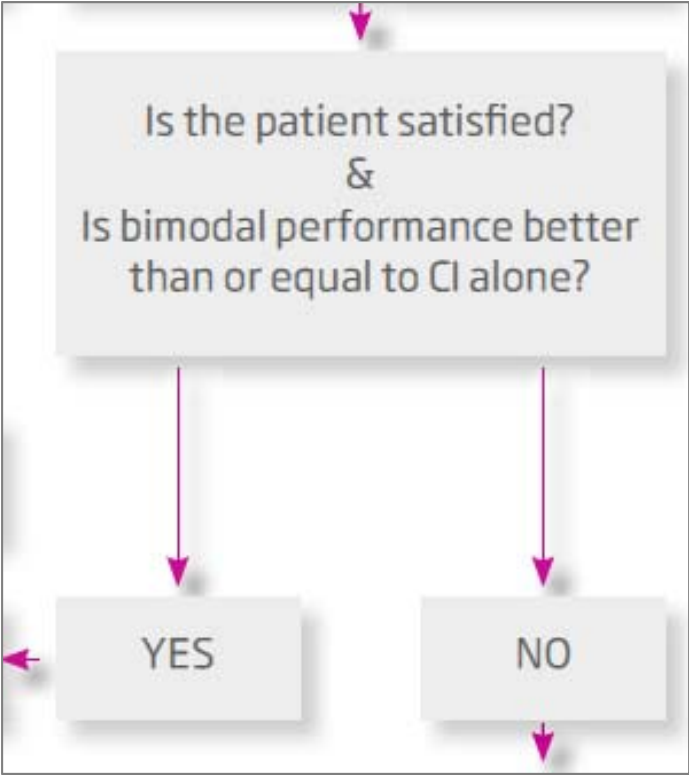 Is the patient satisfied?
&
Is bimodal performance better
than or equal to CI alone?
YES
NO